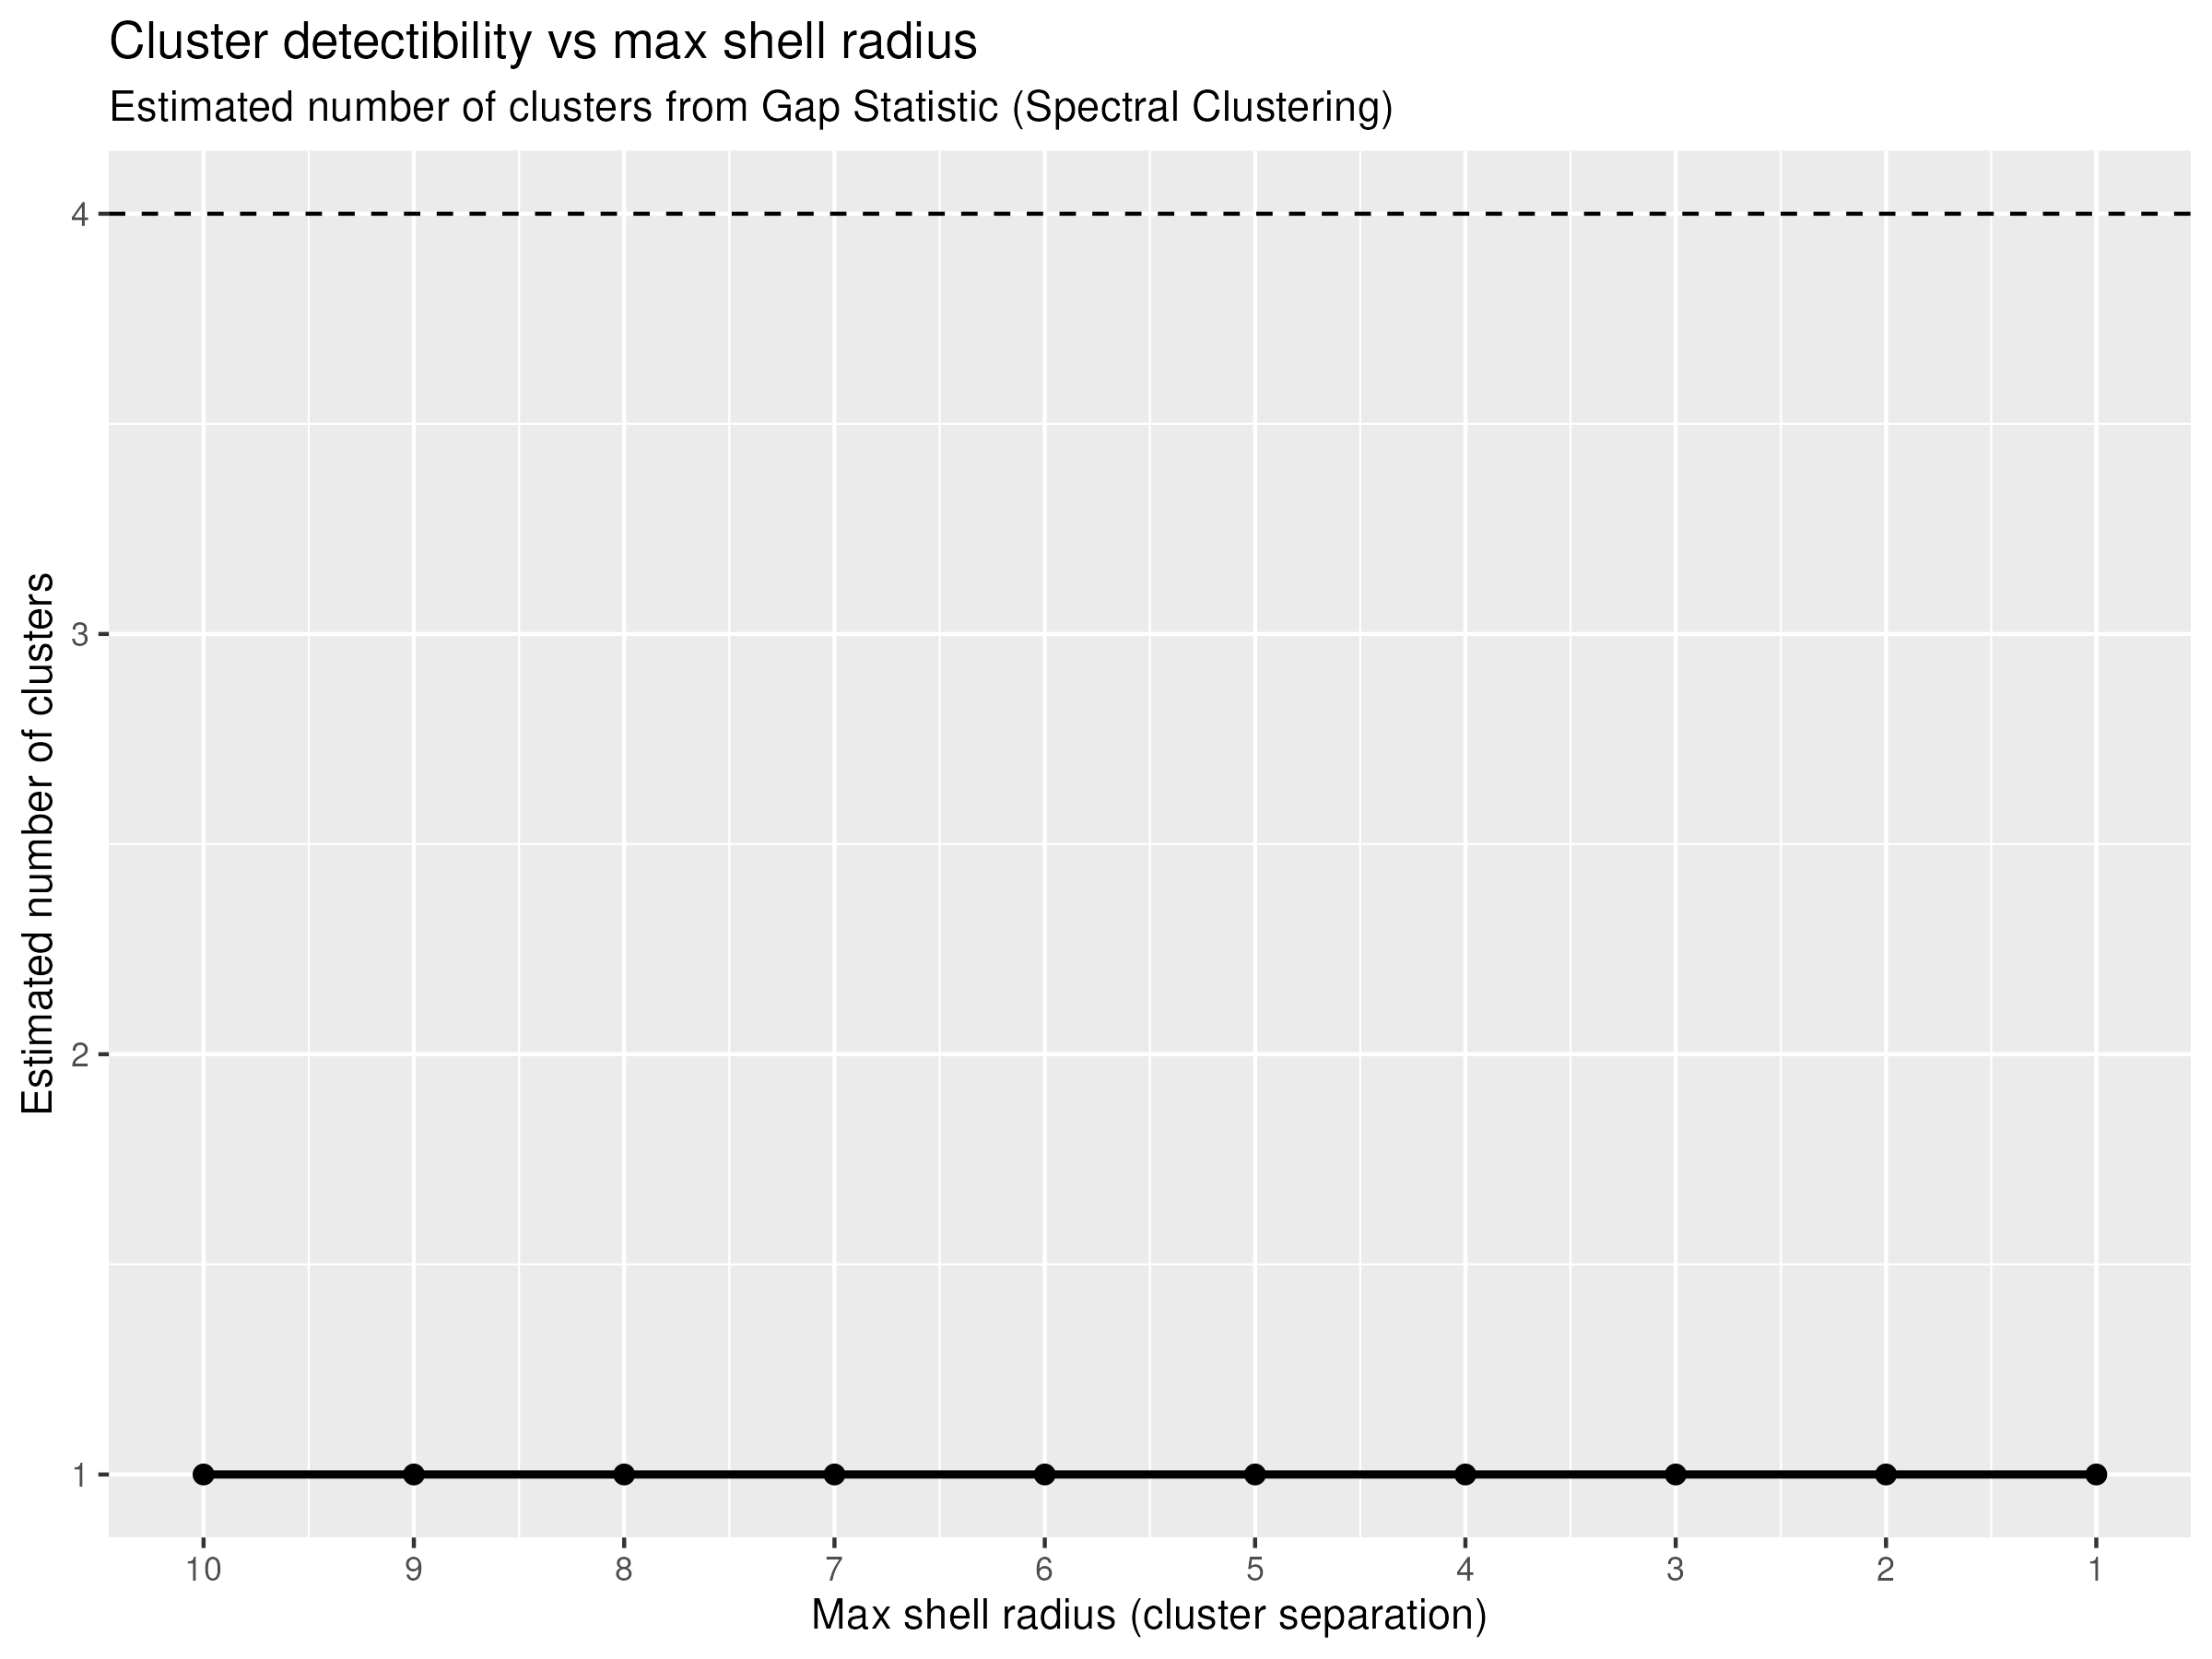 Cluster detectibility vs max shell radius
Estimated number of clusters from Gap Statistic (Spectral Clustering)
Estimated number of clusters
4
3
2
1
10 9 8 7 6 5 4 3 2 1
Max shell radius (cluster separation)